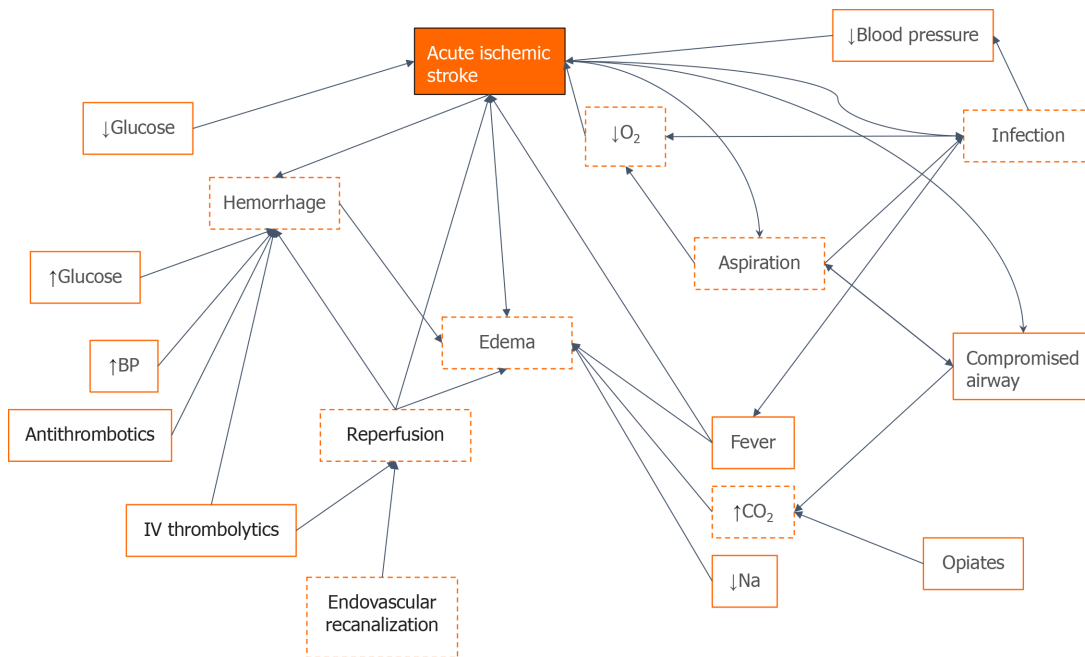 Acute ischemic
stroke
↓Blood pressure
↓Glucose
↓O₂
Infection
Hemorrhage
Aspiration
↑Glucose
Edema
↑BP
Compromised
airway
Antithrombotics
Reperfusion
Fever
IV thrombolytics
↑CO₂
Opiates
↓Na
Endovascular
recanalization